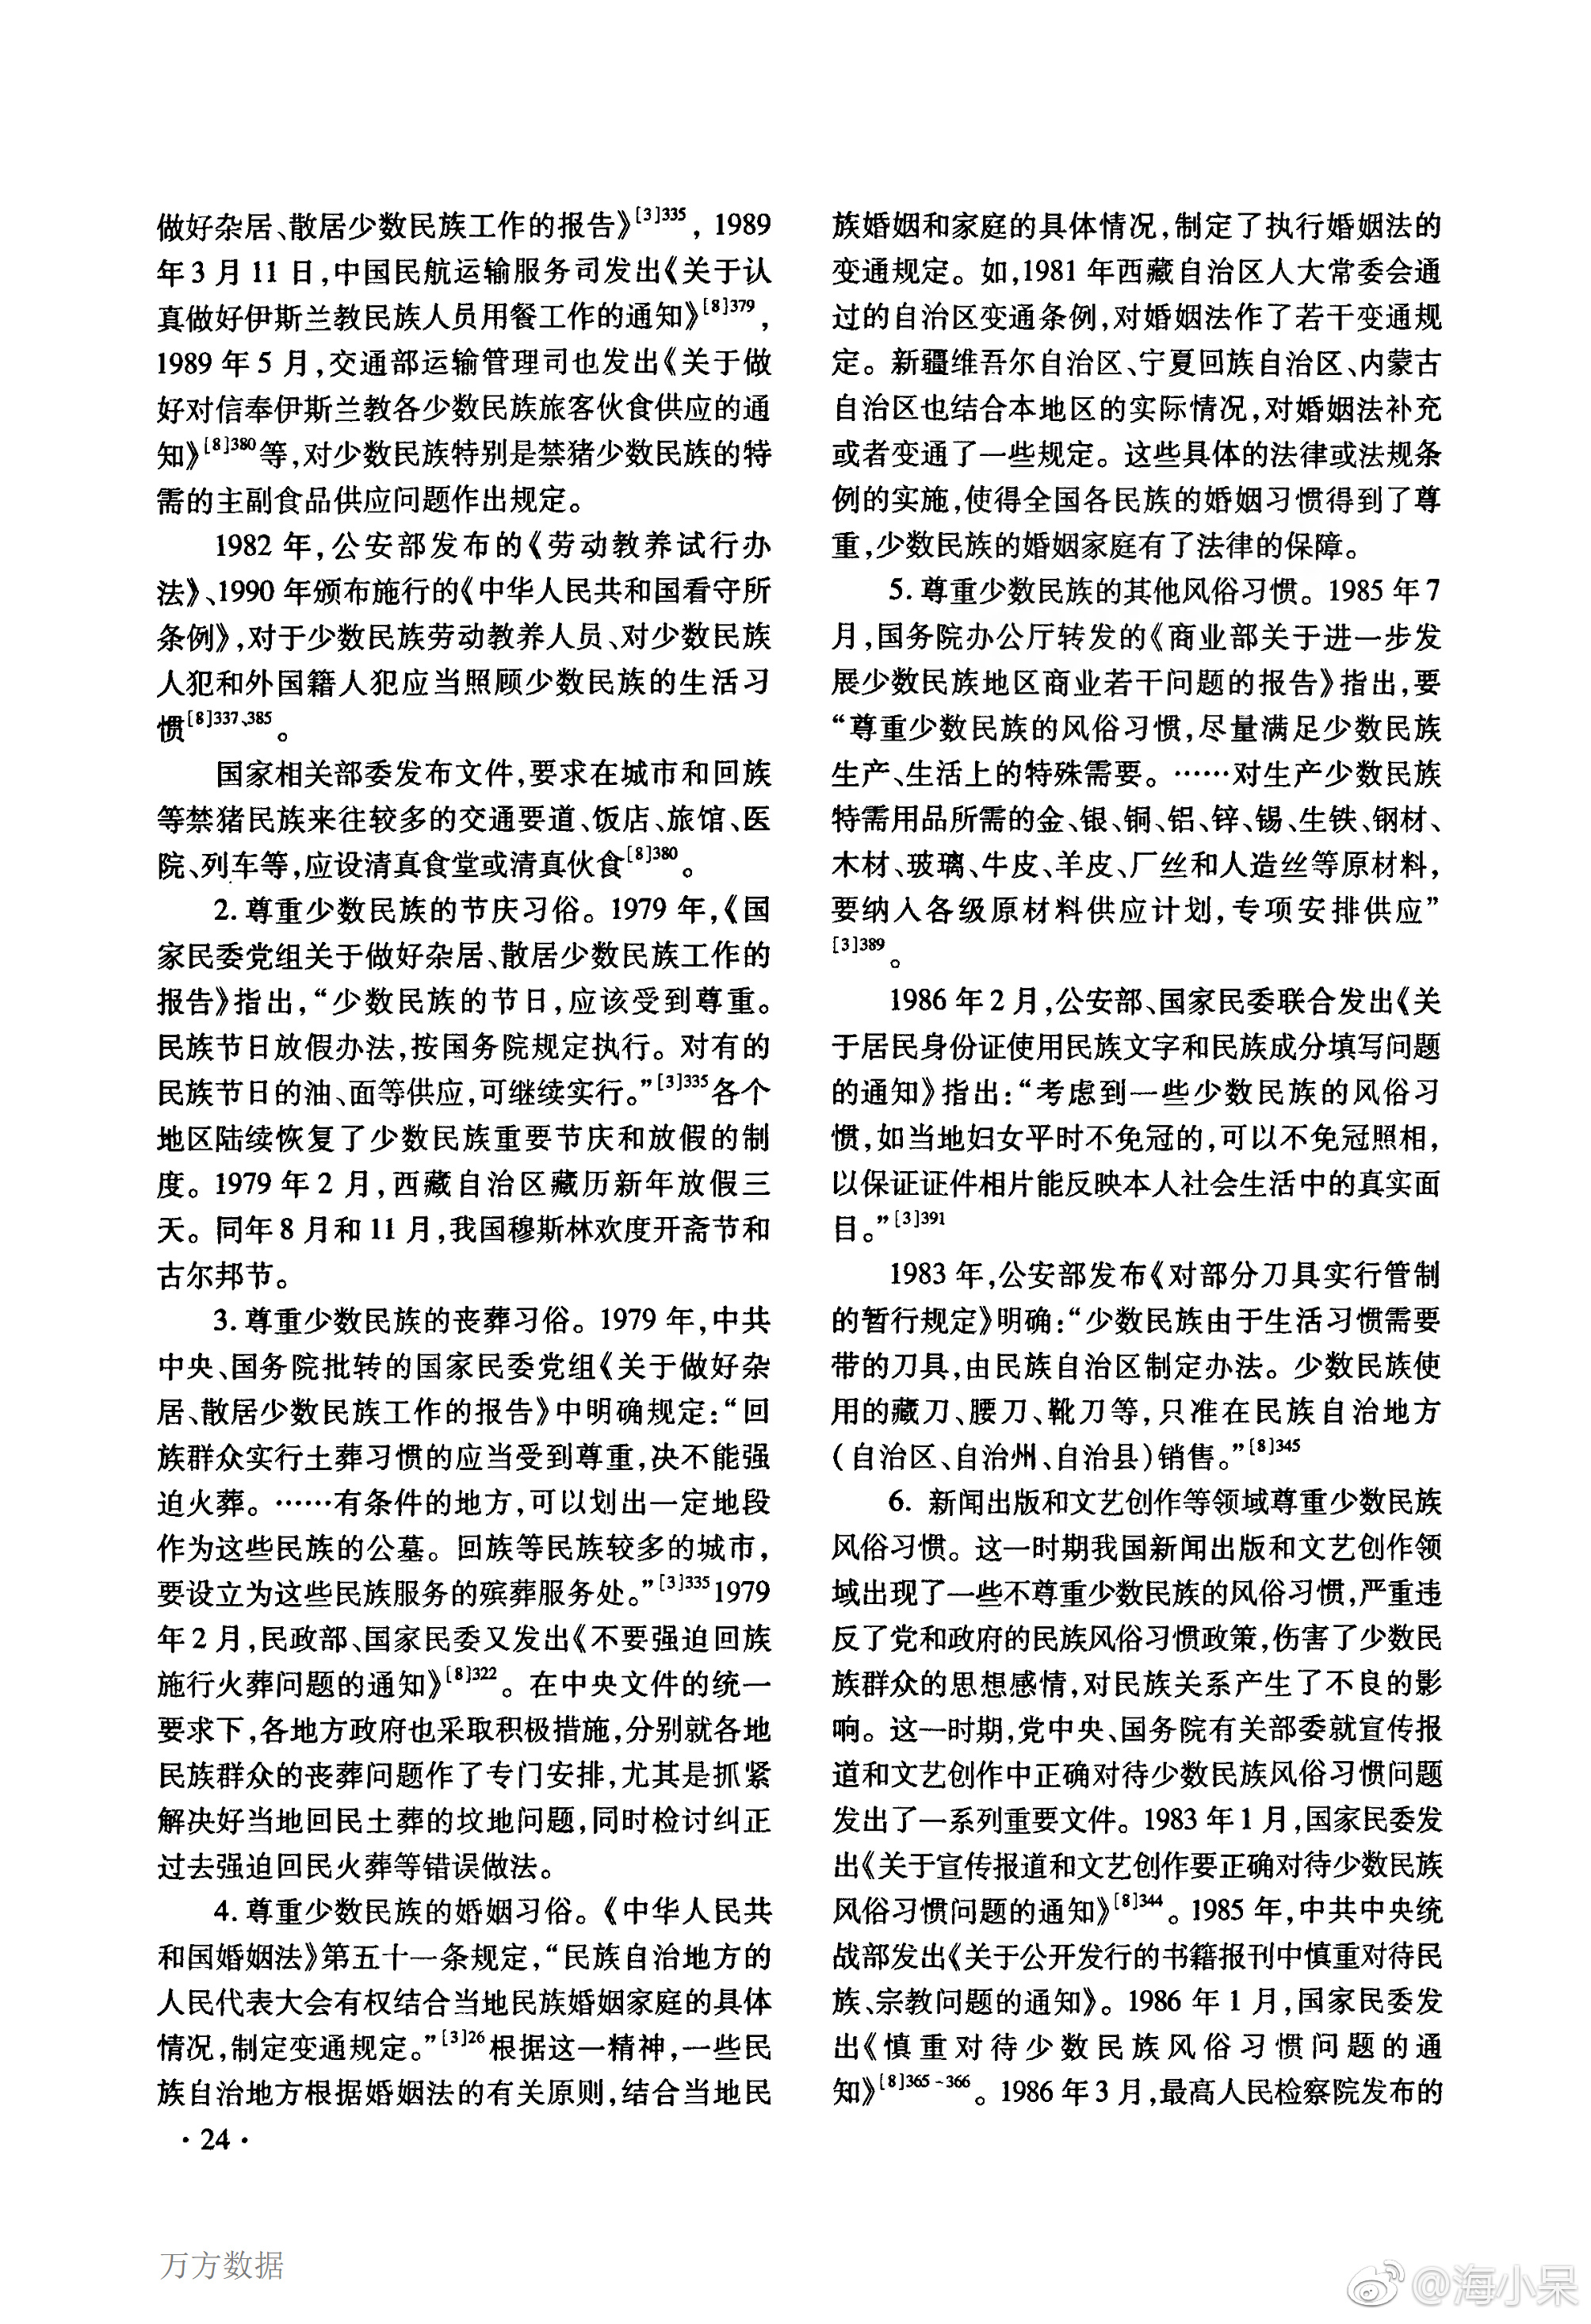 做好杂居、散居少数民族工作的报告》[3]335，1989
年3月11日，中国民航运输服务司发出《关于认
真做好伊斯兰教民族人员用餐工作的通知》[8]379，
1989年5月，交通部运输管理司也发出《关于做
好对信奉伊斯兰教各少数民族旅客伙食供应的通
知》[8]380等，对少数民族特别是禁猪少数民族的特
需的主副食品供应问题作出规定。
1982年，公安部发布的《劳动教养试行办
法》、1990年颁布施行的《中华人民共和国看守所
条例》，对于少数民族劳动教养人员、对少数民族
人犯和外国籍人犯应当照顾少数民族的生活习
惯[8]337、385。
国家相关部委发布文件，要求在城市和回族
等禁猪民族来往较多的交通要道、饭店、旅馆、医
院、列车等，应设清真食堂或清真伙食[8]380。
2.尊重少数民族的节庆习俗。1979年，《国
家民委党组关于做好杂居、散居少数民族工作的
报告》指出，“少数民族的节日，应该受到尊重。
民族节日放假办法，按国务院规定执行。对有的
民族节日的油、面等供应，可继续实行。”[3]335各个
地区陆续恢复了少数民族重要节庆和放假的制
度。1979年2月，西藏自治区藏历新年放假三
天。同年8月和11月，我国穆斯林欢度开斋节和
古尔邦节。
3.尊重少数民族的丧葬习俗。1979年，中共
中央、国务院批转的国家民委党组《关于做好杂
居、散居少数民族工作的报告》中明确规定：“回
族群众实行土葬习惯的应当受到尊重，决不能强
迫火葬。……有条件的地方，可以划出一定地段
作为这些民族的公墓。回族等民族较多的城市，
要设立为这些民族服务的殡葬服务处。”[3]335 1979
年2月，民政部、国家民委又发出《不要强迫回族
施行火葬问题的通知》[8]322。在中央文件的统一
要求下，各地方政府也采取积极措施，分别就各地
民族群众的丧葬问题作了专门安排，尤其是抓紧
解决好当地回民土葬的坟地问题，同时检讨纠正
过去强迫回民火葬等错误做法。
4.尊重少数民族的婚姻习俗。《中华人民共
和国婚姻法》第五十一条规定，“民族自治地方的
人民代表大会有权结合当地民族婚姻家庭的具体
情况，制定变通规定。”[3]26根据这一精神，一些民
族自治地方根据婚姻法的有关原则，结合当地民
·24·
族婚姻和家庭的具体情况，制定了执行婚姻法的
变通规定。如，1981年西藏自治区人大常委会通
过的自治区变通条例，对婚姻法作了若干变通规
定。新疆维吾尔自治区、宁夏回族自治区、内蒙古
自治区也结合本地区的实际情况，对婚姻法补充
或者变通了一些规定。这些具体的法律或法规条
例的实施，使得全国各民族的婚姻习惯得到了尊
重，少数民族的婚姻家庭有了法律的保障。
5.尊重少数民族的其他风俗习惯。1985年7
月，国务院办公厅转发的《商业部关于进一步发
展少数民族地区商业若干问题的报告》指出，要
“尊重少数民族的风俗习惯，尽量满足少数民族
生产、生活上的特殊需要。……对生产少数民族
特需用品所需的金、银、铜、铝、锌、锡、生铁、钢材、
木材、玻璃、牛皮、羊皮、厂丝和人造丝等原材料，
要纳入各级原材料供应计划，专项安排供应”
[3]389。
1986年2月，公安部、国家民委联合发出《关
于居民身份证使用民族文字和民族成分填写问题
的通知》指出：“考虑到一些少数民族的风俗习
惯，如当地妇女平时不免冠的，可以不免冠照相，
以保证证件相片能反映本人社会生活中的真实面
目。”[3]391
1983年，公安部发布《对部分刀具实行管制
的暂行规定》明确：“少数民族由于生活习惯需要
带的刀具，由民族自治区制定办法。少数民族使
用的藏刀、腰刀、靴刀等，只准在民族自治地方
（自治区、自治州、自治县）销售。”[8]345
6. 新闻出版和文艺创作等领域尊重少数民族
风俗习惯。这一时期我国新闻出版和文艺创作领
域出现了一些不尊重少数民族的风俗习惯，严重违
反了党和政府的民族风俗习惯政策，伤害了少数民
族群众的思想感情，对民族关系产生了不良的影
响。这一时期，党中央、国务院有关部委就宣传报
道和文艺创作中正确对待少数民族风俗习惯问题
发出了一系列重要文件。1983年1月，国家民委发
出《关于宣传报道和文艺创作要正确对待少数民族
风俗习惯问题的通知》[8]344。1985年，中共中央统
战部发出《关于公开发行的书籍报刊中慎重对待民
族、宗教问题的通知》。1986年1月，国家民委发
出《慎重对待少数民族风俗习惯问题的通
知》[8]365~366。1986年3月，最高人民检察院发布的
万方数据
@海小呆